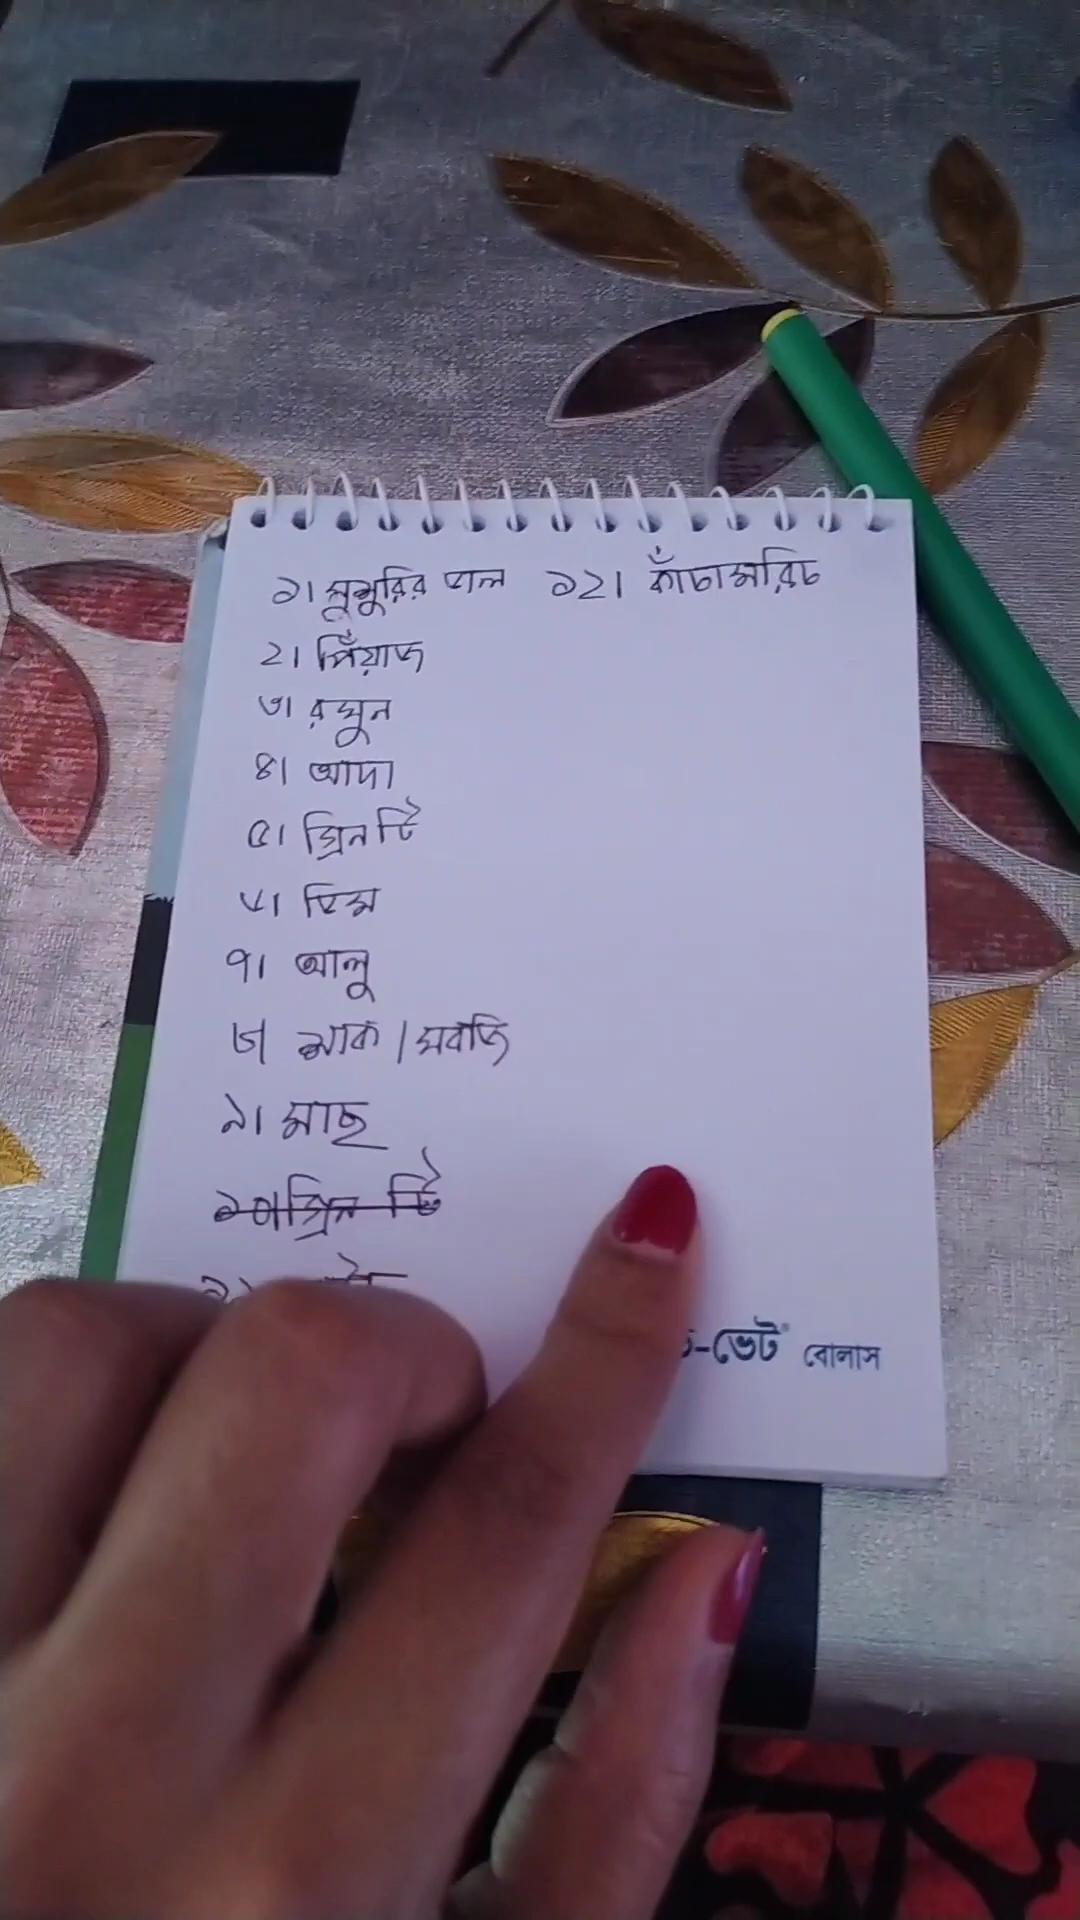 ১। মুসুরির ডাল ১২। কাঁচামরিচ
২। পিঁয়াজ
৩। রসুন
৪। আদা
৫। গ্রিন টি
৬। ডিম
৭। আলু
৮। শাক / সবজি
৯। মাছ
১০। গ্রিন টি
-ভেট® বোলাস